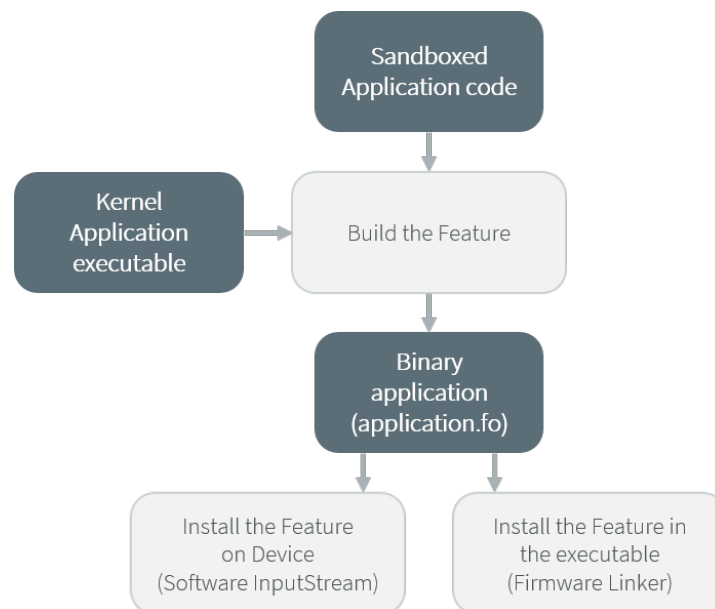 Sandboxed
Application code
Kernel
Application
executable
Build the Feature
Binary
application
(application.fo)
Install the Feature
on Device
(Software InputStream)
Install the Feature in
the executable
(Firmware Linker)